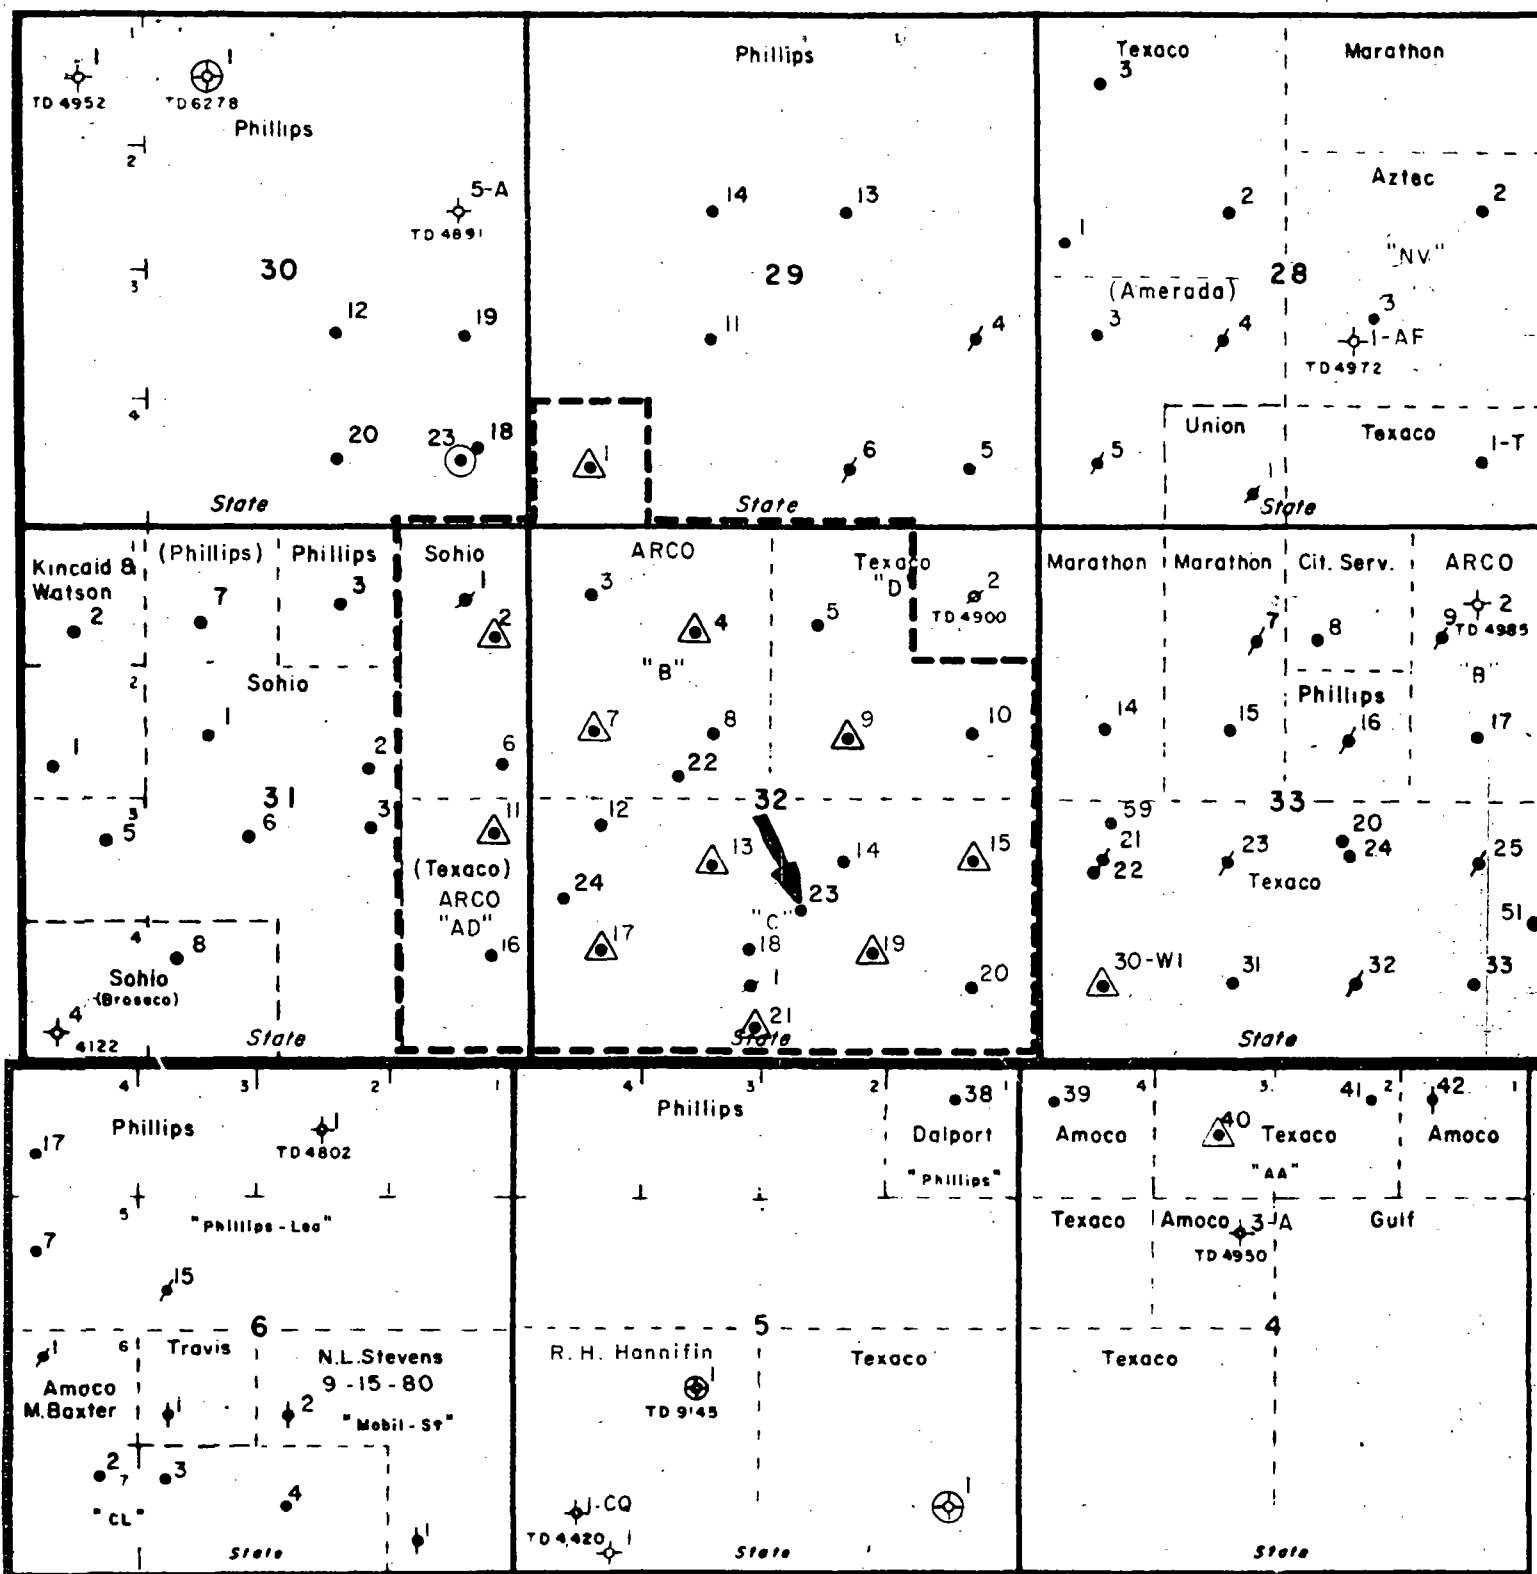 1
1
TD 4952
1
TD 6278
Phillips
2
5-A
TD 4891
30
3
12
19
4
20
23
18
State
Phillips
14
13
29
11
4
1
6
5
State
Texaco
Marathon
3
Aztec
2
2
1
"NV"
28
(Amerada)
3
4
3
1-AF
TD 4972
Union
Texaco
5
1
1-T
State
Kincaid &
Watson
1
(Phillips)
Phillips
Sohio
2
7
3
1
2
2
Sohio
1
1
2
6
31
3
5
6
3
11
(Texaco)
ARCO
"AD"
4
8
16
Sohio
(Broseco)
4
4122
State
ARCO
Texaco
"D"
3
4
5
2
TD 4900
"B"
7
8
9
10
22
32
12
13
14
15
24
23
"C"
17
18
19
1
20
21
State
Marathon
Marathon
Cit. Serv.
ARCO
7
8
9
2
TD 4985
"B"
Phillips
14
15
16
17
33
59
21
22
23
20
24
25
Texaco
51
30-WI
31
32
33
State
4
3
2
1
Phillips
17
1
TD 4802
5
"Phillips - Lea"
7
15
6
1
6
Travis
N.L. Stevens
9-15-80
Amoco
M. Baxter
1
2
"Mobil - St"
2
7
3
4
"CL"
1
State
4
3
2
1
Phillips
38
Dalport
"Phillips"
5
R. H. Hannifin
Texaco
1
TD 9145
1
1-CQ
TD 4420
1
State
4
3
2
1
39
41
42
40
Amoco
Texaco
Amoco
"AA"
Texaco
Amoco
3-A
Gulf
TD 4950
4
Texaco
State